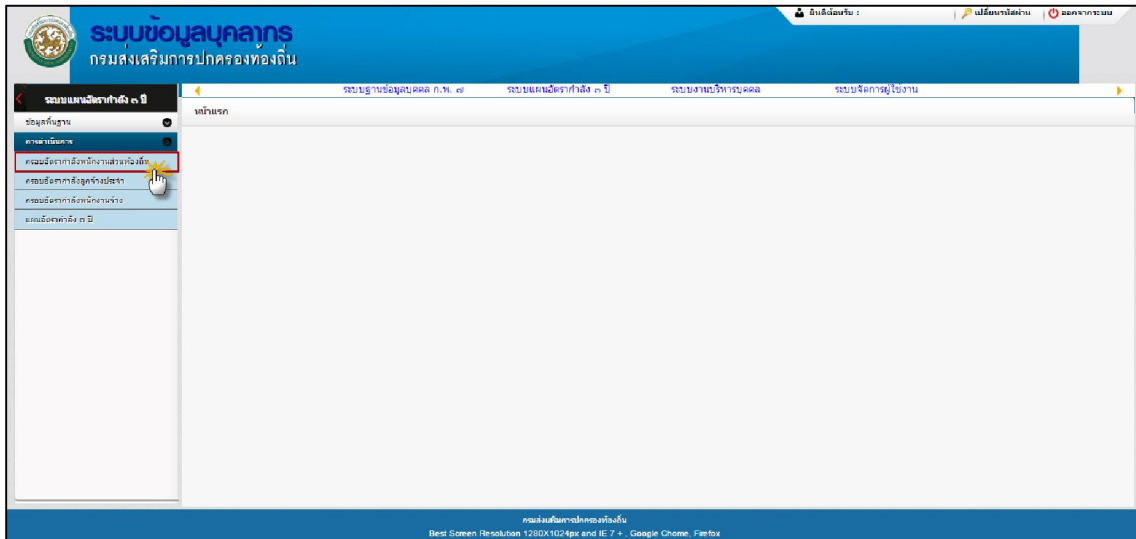 ยินดีต้อนรับ :
เปลี่ยนรหัสผ่าน
ออกจากระบบ
ระบบข้อมูลบุคลากร
กรมส่งเสริมการปกครองท้องถิ่น
ระบบแผนอัตรากำลัง ๓ ปี
ระบบฐานข้อมูลบุคคล ก.พ. ๗ ระบบแผนอัตรากำลัง ๓ ปี ระบบงานบริหารบุคคล ระบบจัดการผู้ใช้งาน
หน้าแรก
ข้อมูลพื้นฐาน
การดำเนินการ
กรอบอัตรากำลังพนักงานส่วนท้องถิ่น
กรอบอัตรากำลังลูกจ้างประจำ
กรอบอัตรากำลังพนักงานจ้าง
แผนอัตรากำลัง ๓ ปี
กรมส่งเสริมการปกครองท้องถิ่น
Best Screen Resolution 1280X1024px and IE 7 + , Google Chome, Firefox